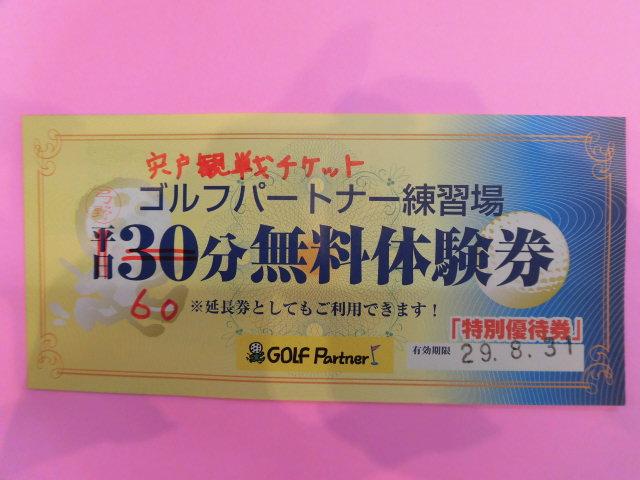 宍戸観戦チケット
ゴルフパートナー練習場
平日30分無料体験券
60
※延長券としてもご利用できます！
「特別優待券」
GOLF Partner
有効期限 29.8.31